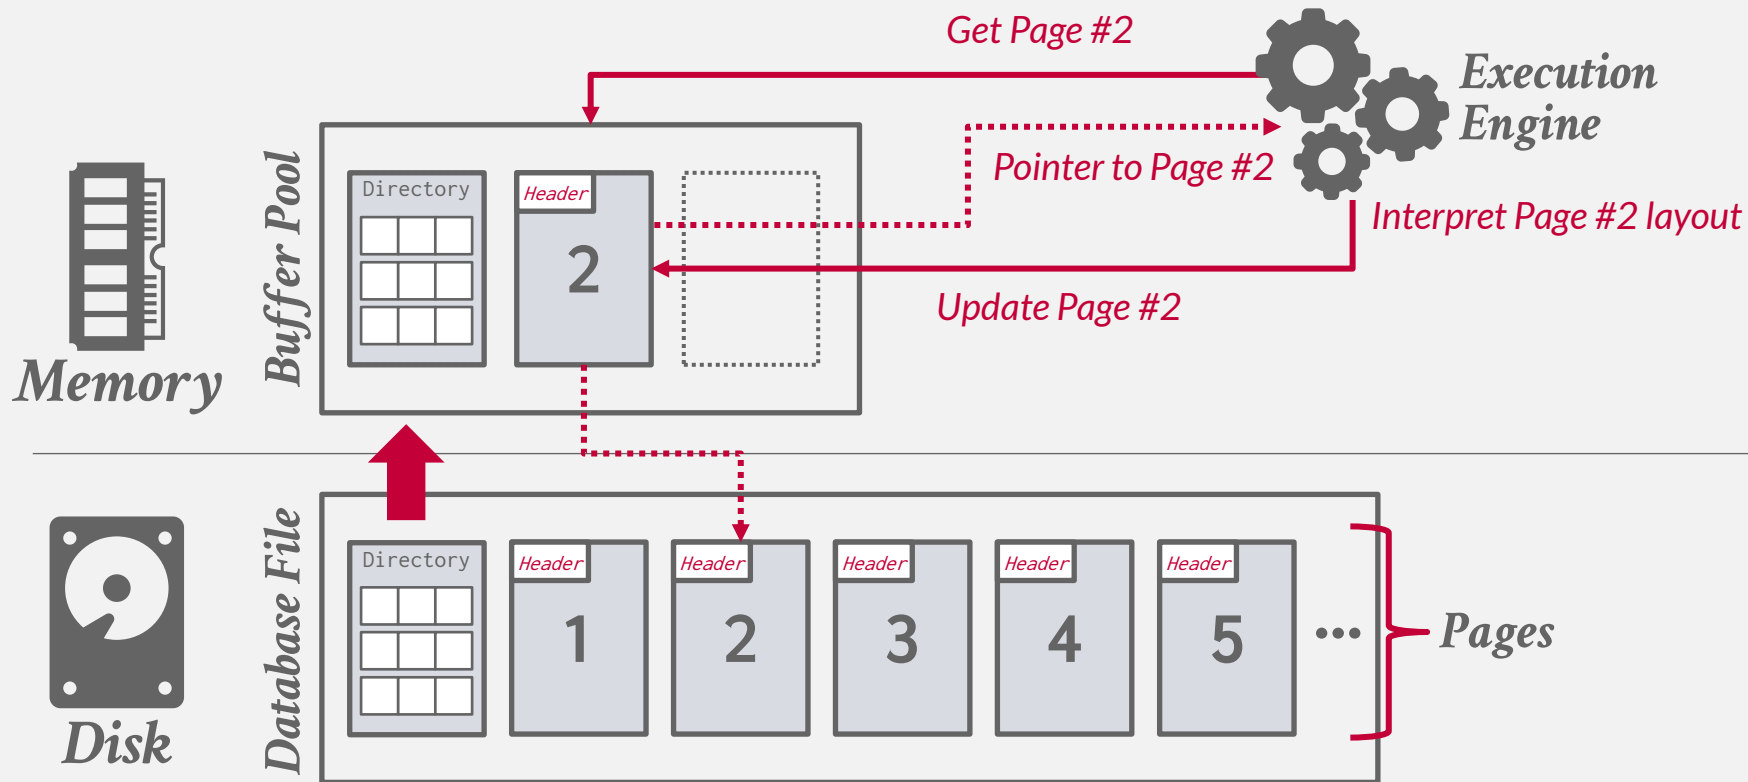 Get Page #2
Execution
Engine
Pointer to Page #2
Interpret Page #2 layout
Update Page #2
Memory
Buffer Pool
Directory
Header
2
Disk
Database File
Directory
Header
1
Header
2
Header
3
Header
4
Header
5
...
Pages